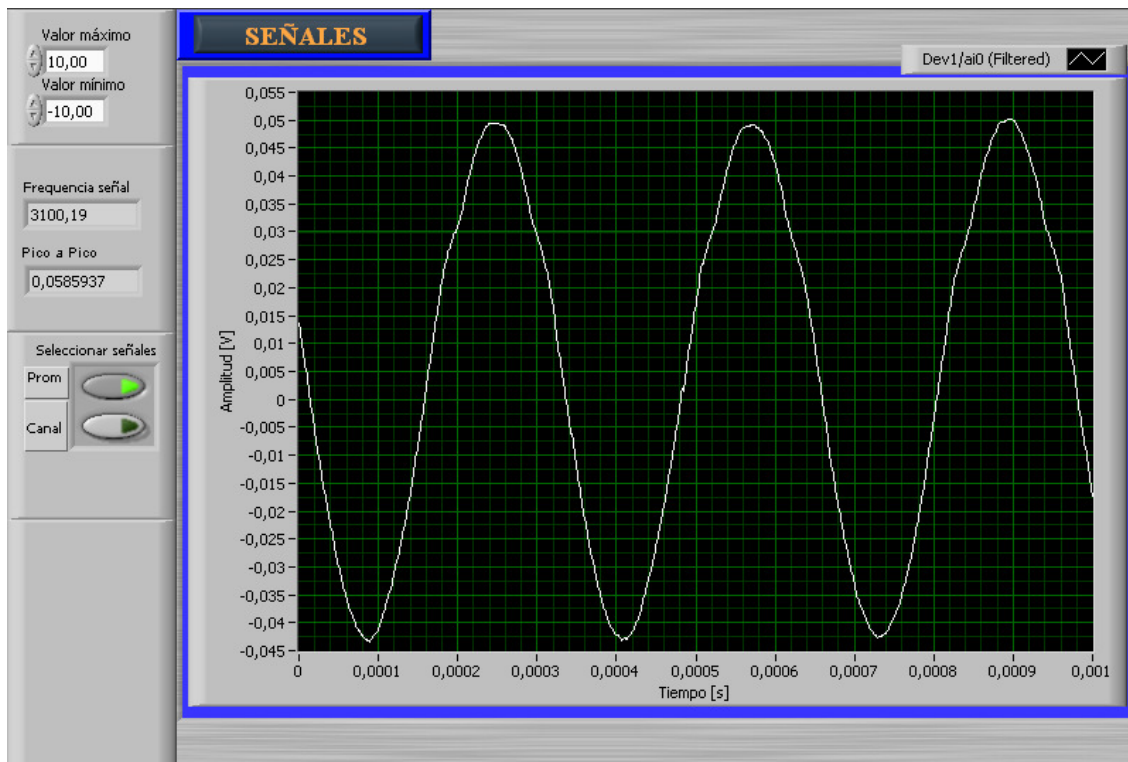 Valor máximo
10,00
Valor mínimo
-10,00
Frequencia señal
3100,19
Pico a Pico
0,0585937
Seleccionar señales
Prom
Canal
SEÑALES
Dev1/ai0 (Filtered)
Amplitud [V]
0,055
0,05
0,045
0,04
0,035
0,03
0,025
0,02
0,015
0,01
0,005
0
-0,005
-0,01
-0,015
-0,02
-0,025
-0,03
-0,035
-0,04
-0,045
0 0,0001 0,0002 0,0003 0,0004 0,0005 0,0006 0,0007 0,0008 0,0009 0,001
Tiempo [s]